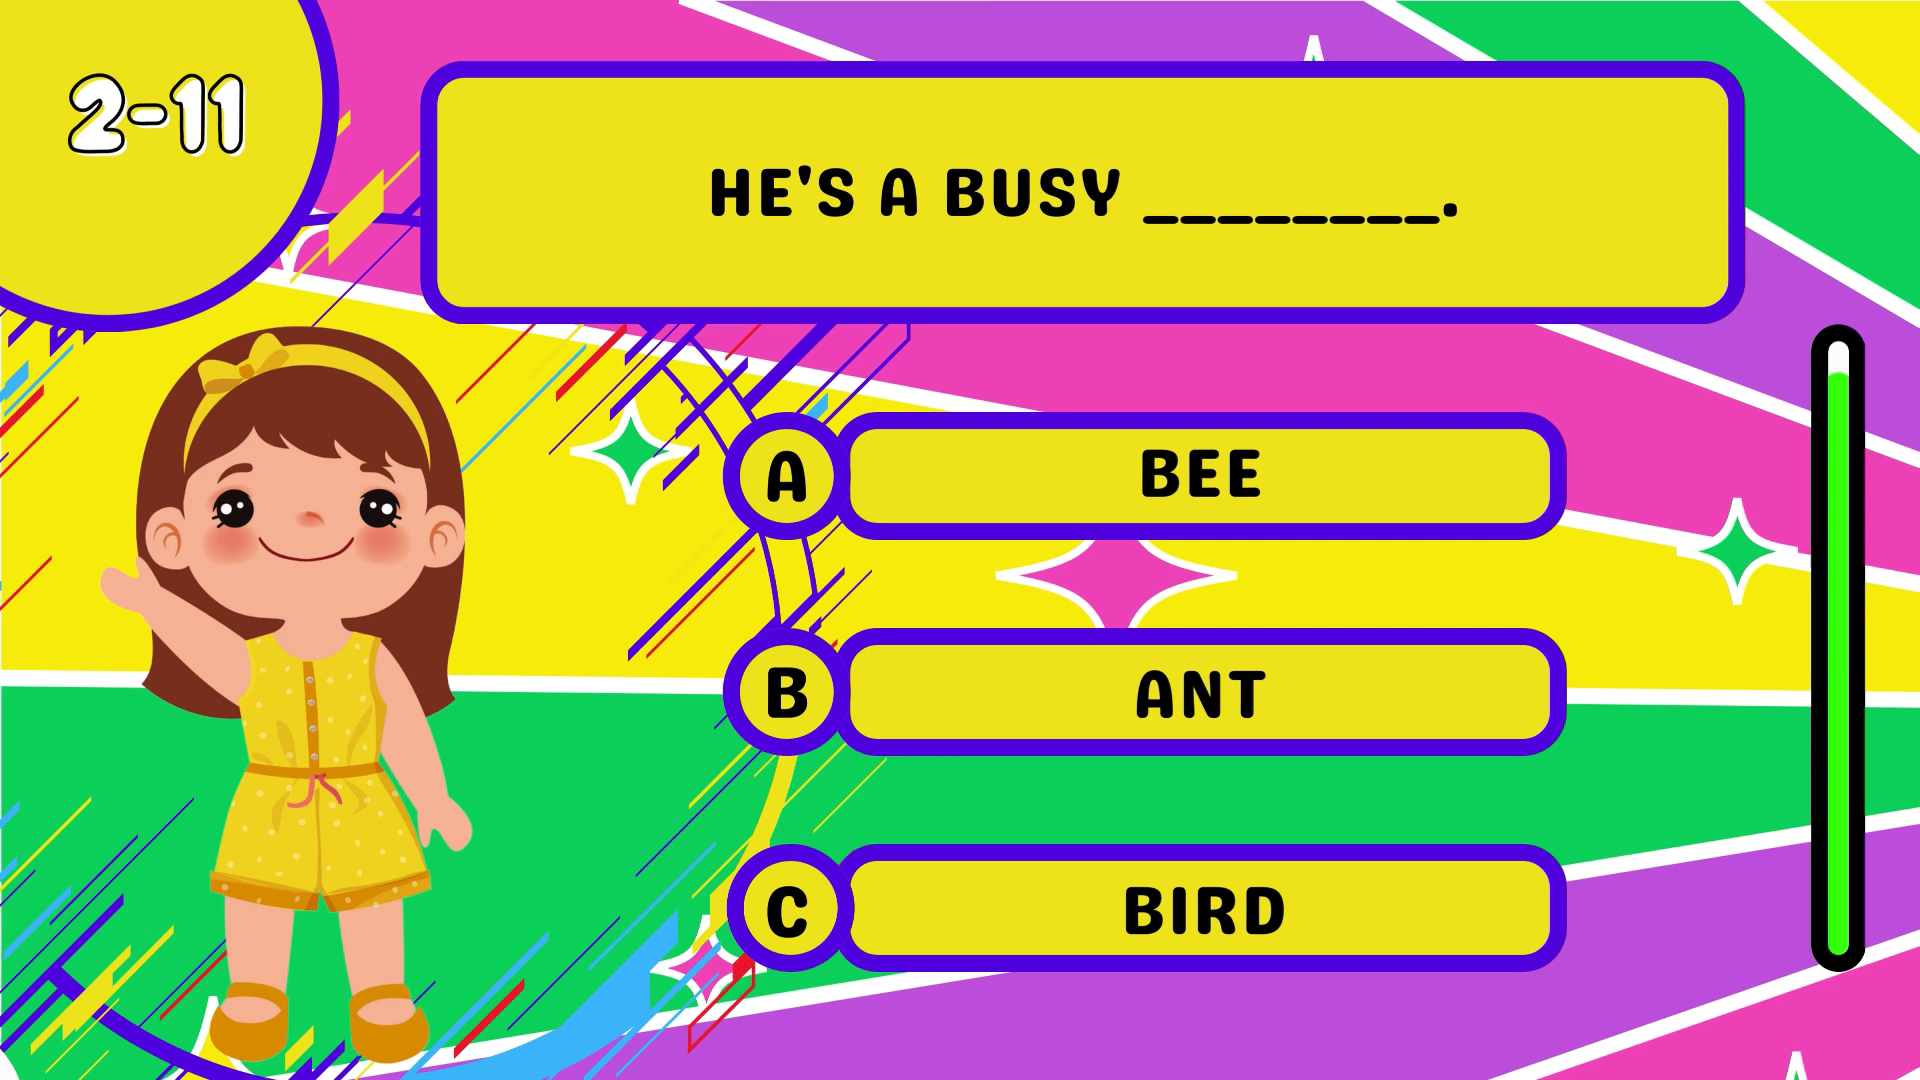 2-11
HE'S A BUSY ________.
A BEE
B ANT
C BIRD